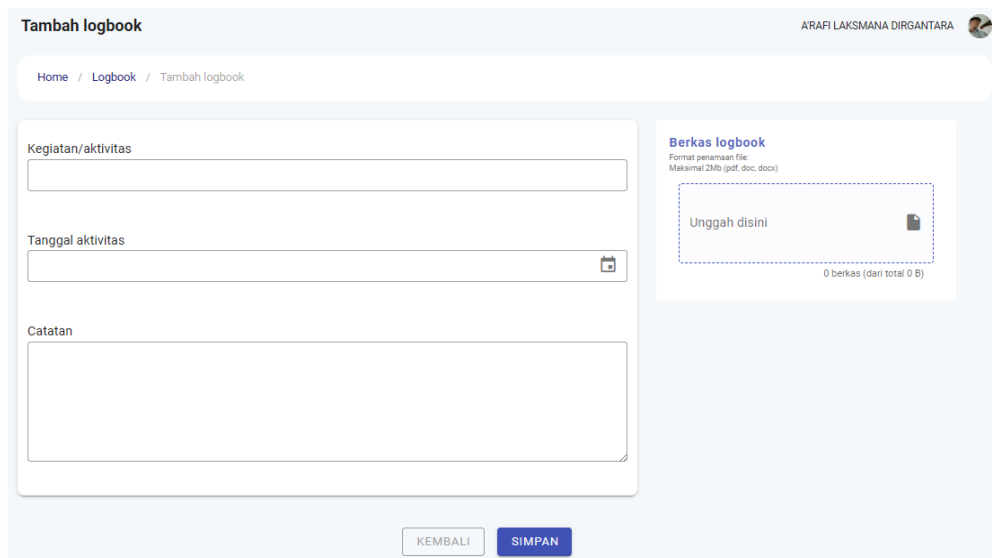 Tambah logbook
A'RAFI LAKSMANA DIRGANTARA
Home / Logbook / Tambah logbook
Kegiatan/aktivitas
Tanggal aktivitas
Catatan
Berkas logbook
Format penamaan file:
Maksimal 2Mb (pdf, doc, docx)
Unggah disini
0 berkas (dari total 0 B)
KEMBALI
SIMPAN